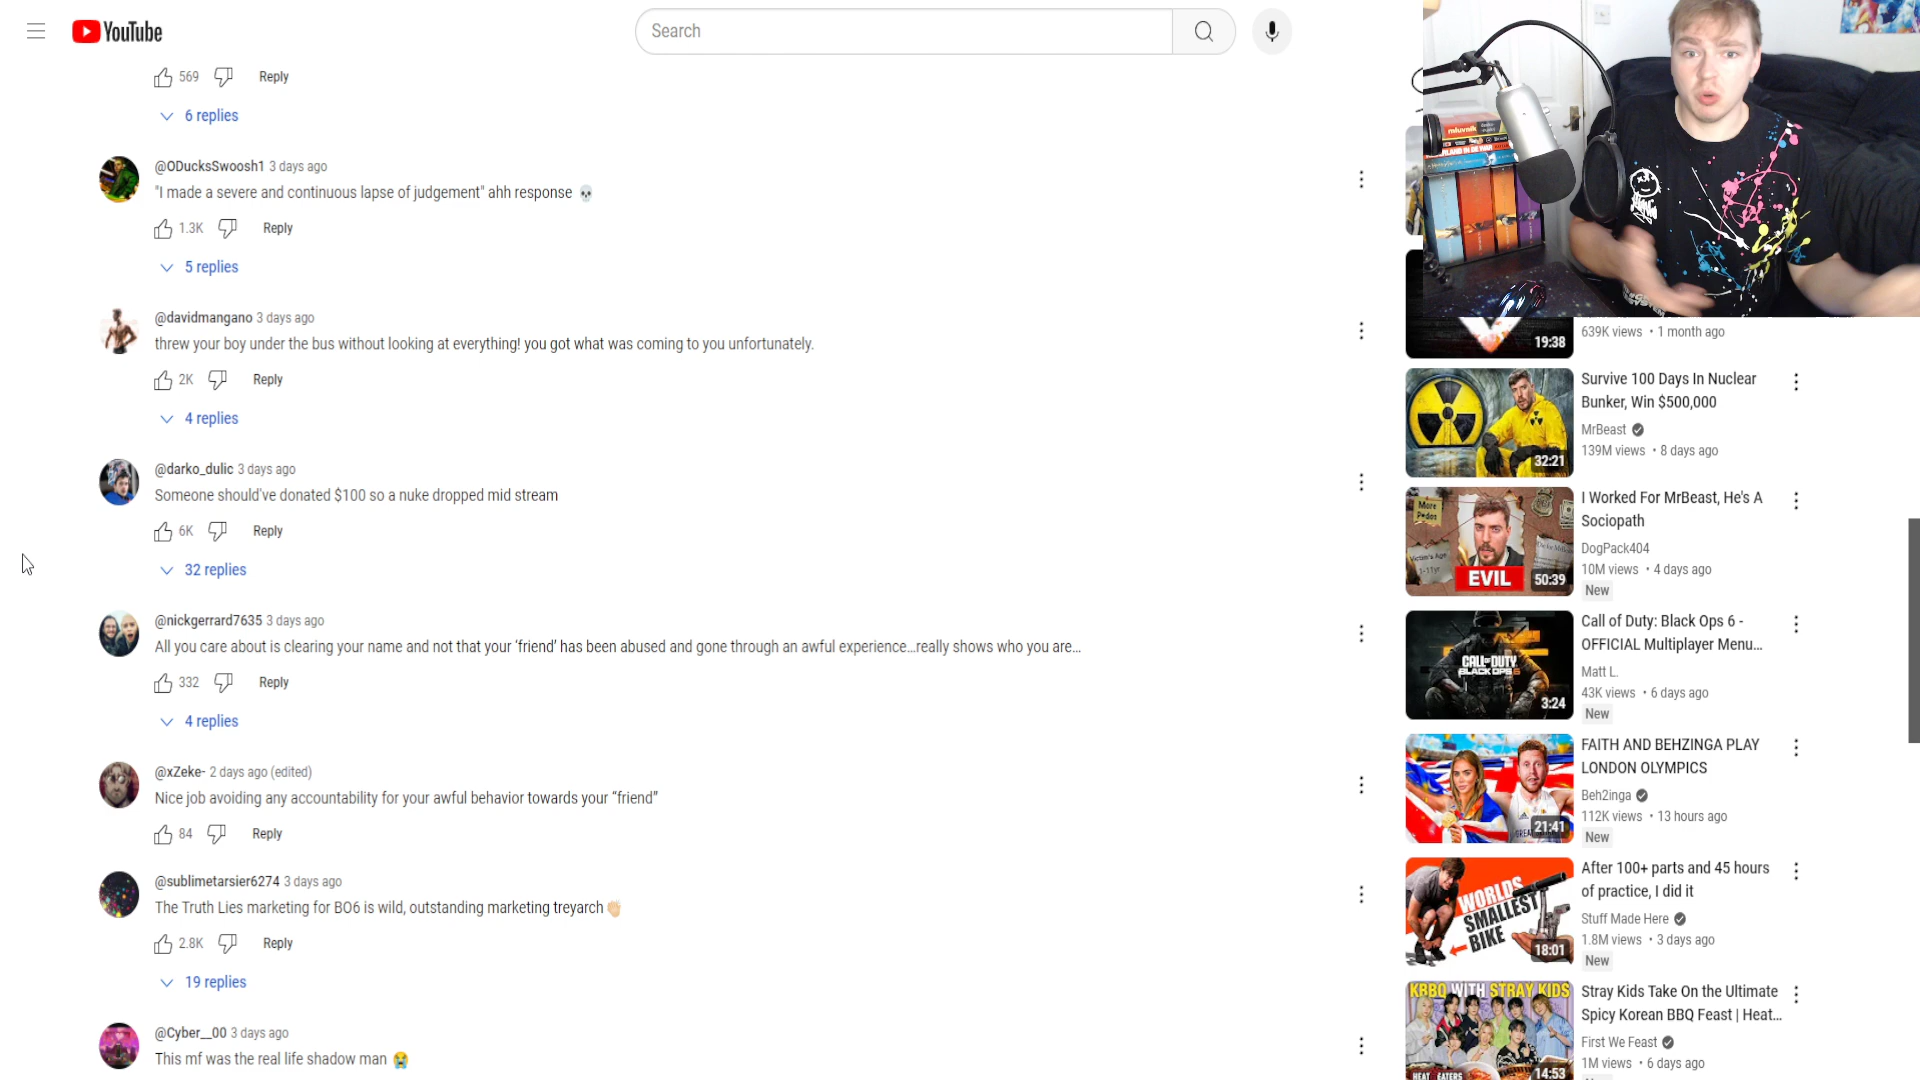 YouTube
Search
569
Reply
6 replies
@ODucksSwoosh1 3 days ago
"I made a severe and continuous lapse of judgement" ahh response 💀
1.3K
Reply
5 replies
@davidmangano 3 days ago
threw your boy under the bus without looking at everything! you got what was coming to you unfortunately.
2K
Reply
4 replies
@darko_dulic 3 days ago
Someone should've donated $100 so a nuke dropped mid stream
6K
Reply
32 replies
@nickgerrard7635 3 days ago
All you care about is clearing your name and not that your 'friend' has been abused and gone through an awful experience...really shows who you are...
332
Reply
4 replies
@xZeke- 2 days ago (edited)
Nice job avoiding any accountability for your awful behavior towards your “friend”
84
Reply
@sublimetarsier6274 3 days ago
The Truth Lies marketing for BO6 is wild, outstanding marketing treyarch 👏🏻
2.8K
Reply
19 replies
@Cyber__00 3 days ago
This mf was the real life shadow man 😭
19:38
639K views • 1 month ago
32:21
Survive 100 Days In Nuclear
Bunker, Win $500,000
MrBeast
139M views • 8 days ago
More
EVIL
50:39
I Worked For MrBeast, He's A
Sociopath
DogPack404
10M views • 4 days ago
New
CALL OF DUTY
BLACK OPS 6
3:24
Call of Duty: Black Ops 6 -
OFFICIAL Multiplayer Menu...
Matt L.
43K views • 6 days ago
New
21:41
FAITH AND BEHZINGA PLAY
LONDON OLYMPICS
Beh2inga
112K views • 13 hours ago
New
WORLDS
SMALLEST
BIKE
18:01
After 100+ parts and 45 hours
of practice, I did it
Stuff Made Here
1.8M views • 3 days ago
New
KBBQ WITH STRAY KIDS
HEAT EATERS
14:53
Stray Kids Take On the Ultimate
Spicy Korean BBQ Feast | Heat...
First We Feast
1M views • 6 days ago